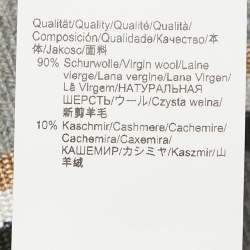 Qualität/Quality/Qualité/Qualità/
Composición/Qualidade/Качество/本
体/Jakosc/面料
90% Schurwolle/Virgin wool/Laine
vierge/Lana vergine/Lana Virgen/
Lã Virgem/НАТУРАЛЬНАЯ
ШЕРСТЬ/ウール/Czysta welna/
新剪羊毛
10% Kaschmir/Cashmere/Cachemire/
Cachemira/Caxemira/
КАШЕМИР/カシミヤ/Kaszmir/山
羊绒